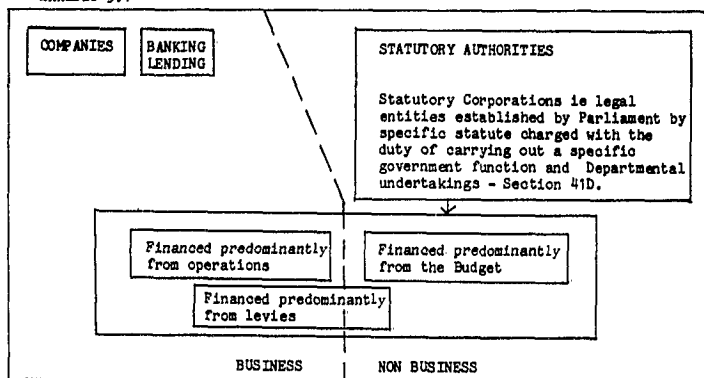 COMPANIES
BANKING
LENDING
STATUTORY AUTHORITIES
Statutory Corporations ie legal
entities established by Parliament by
specific statute charged with the
duty of carrying out a specific
government function and Departmental
undertakings - Section 41D.
Financed predominantly
from operations
Financed predominantly
from the Budget
Financed predominantly
from levies
BUSINESS
NON BUSINESS